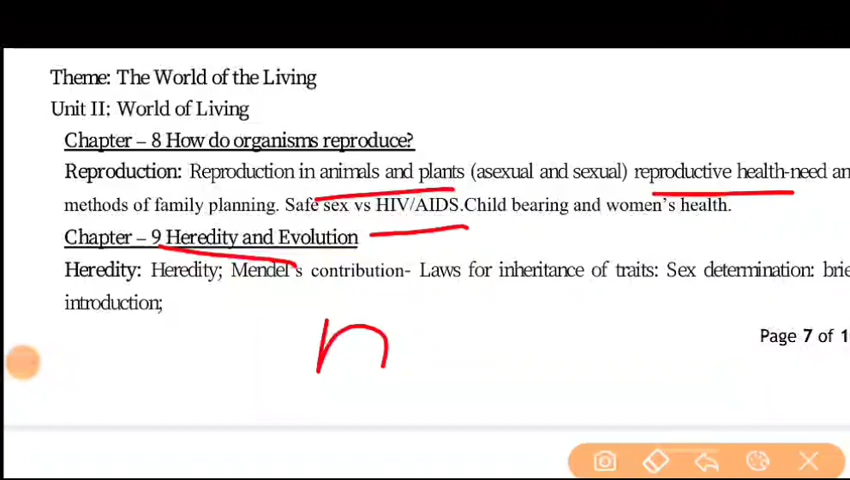 Theme: The World of the Living
Unit II: World of Living
Chapter – 8 How do organisms reproduce?
Reproduction: Reproduction in animals and plants (asexual and sexual) reproductive health-need an
methods of family planning. Safe sex vs HIV/AIDS.Child bearing and women's health.
Chapter – 9 Heredity and Evolution
Heredity: Heredity; Mendel's contribution- Laws for inheritance of traits: Sex determination: brie
introduction;
n
Page 7 of 1